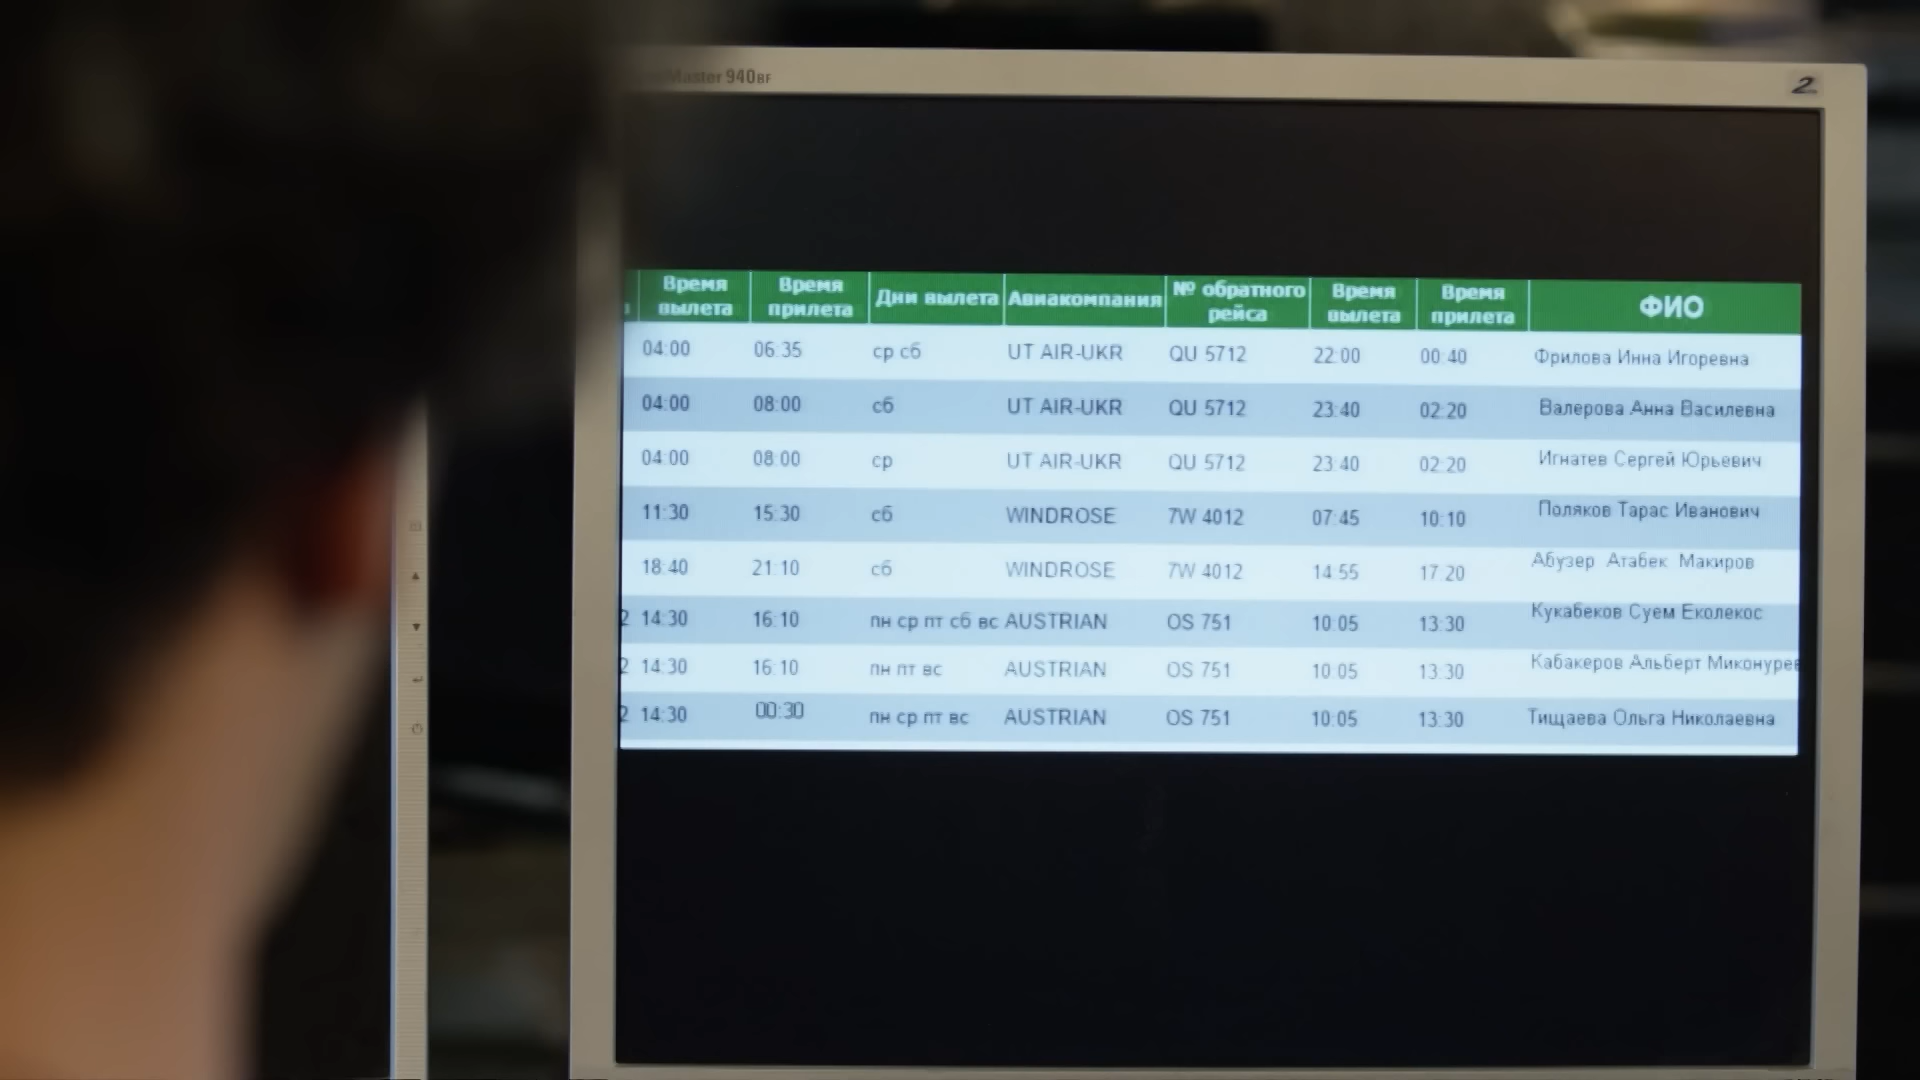 Master 940BF
2
Время вылета Время прилета Дни вылета Авиакомпания № обратного рейса Время вылета Время прилета ФИО
04:00 06:35 ср сб UT AIR-UKR QU 5712 22:00 00:40 Фрилова Инна Игоревна
04:00 08:00 сб UT AIR-UKR QU 5712 23:40 02:20 Валерова Анна Василевна
04:00 08:00 ср UT AIR-UKR QU 5712 23:40 02:20 Игнатев Сергей Юрьевич
11:30 15:30 сб WINDROSE 7W 4012 07:45 10:10 Поляков Тарас Иванович
18:40 21:10 сб WINDROSE 7W 4012 14:55 17:20 Абузер Атабек Макиров
2 14:30 16:10 пн ср пт сб вс AUSTRIAN OS 751 10:05 13:30 Кукабеков Суем Еколекос
2 14:30 16:10 пн пт вс AUSTRIAN OS 751 10:05 13:30 Кабакеров Альберт Миконурев
2 14:30 00:30 пн ср пт вс AUSTRIAN OS 751 10:05 13:30 Тищаева Ольга Николаевна